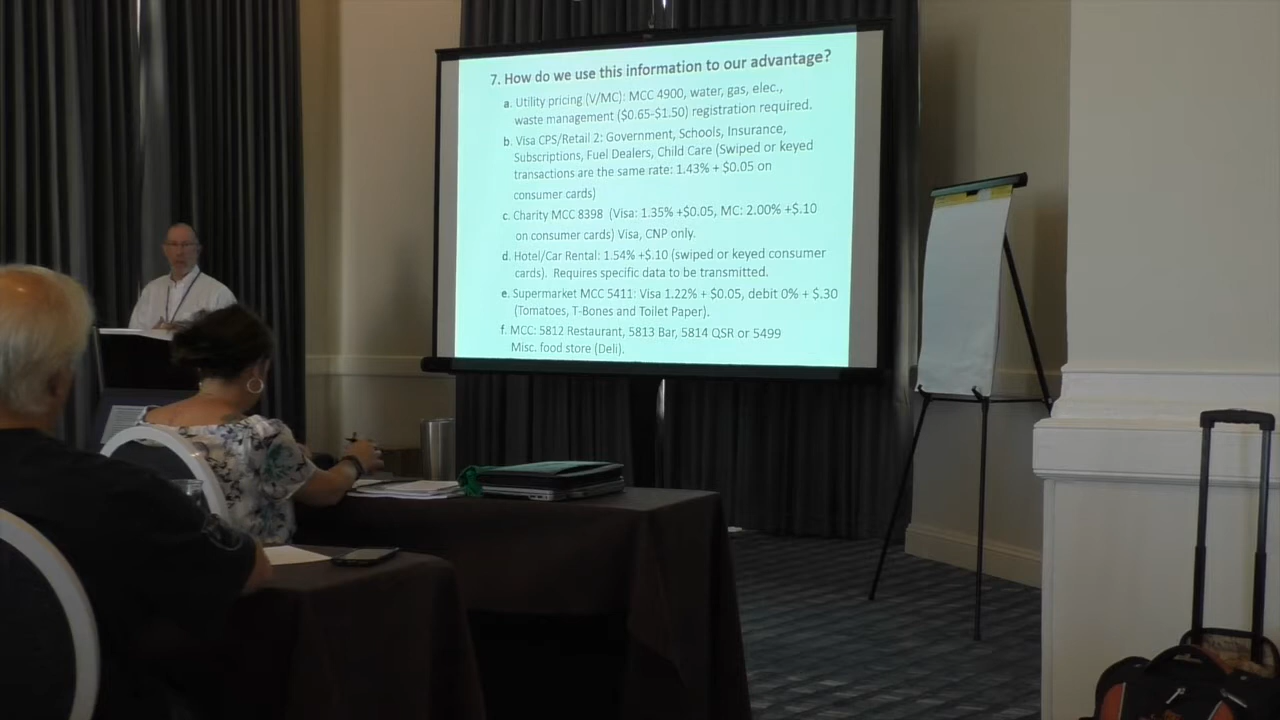 7. How do we use this information to our advantage?
a. Utility pricing (V/MC): MCC 4900, water, gas, elec.,
waste management ($0.65-$1.50) registration required.
b. Visa CPS/Retail 2: Government, Schools, Insurance,
Subscriptions, Fuel Dealers, Child Care (Swiped or keyed
transactions are the same rate: 1.43% + $0.05 on
consumer cards)
c. Charity MCC 8398 (Visa: 1.35% +$0.05, MC: 2.00% +$.10
on consumer cards) Visa, CNP only.
d. Hotel/Car Rental: 1.54% +$.10 (swiped or keyed consumer
cards). Requires specific data to be transmitted.
e. Supermarket MCC 5411: Visa 1.22% + $0.05, debit 0% + $.30
(Tomatoes, T-Bones and Toilet Paper).
f. MCC: 5812 Restaurant, 5813 Bar, 5814 QSR or 5499
Misc. food store (Deli).